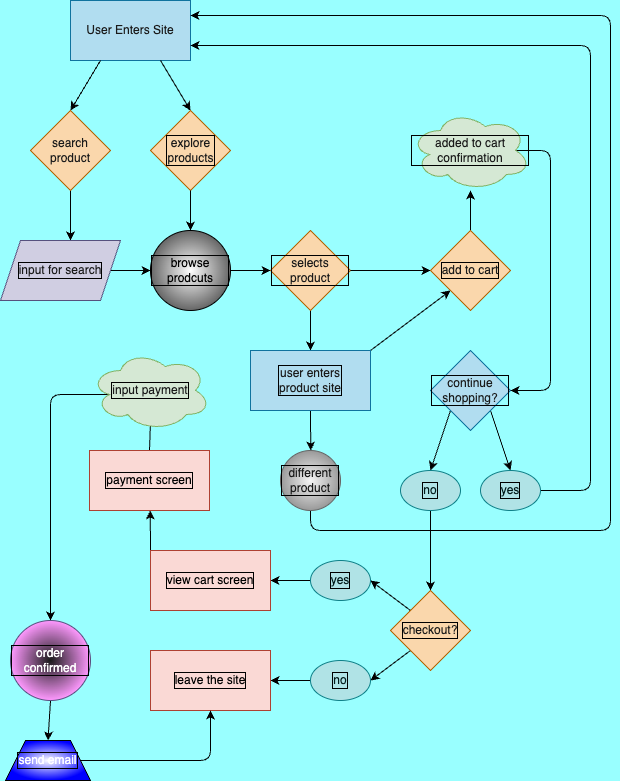 User Enters Site
search
product
explore
products
added to cart
confirmation
input for search
browse
prodcuts
selects
product
add to cart
user enters
product site
continue
shopping?
input payment
payment screen
different
product
no
yes
view cart screen
yes
checkout?
order
confirmed
leave the site
no
send email